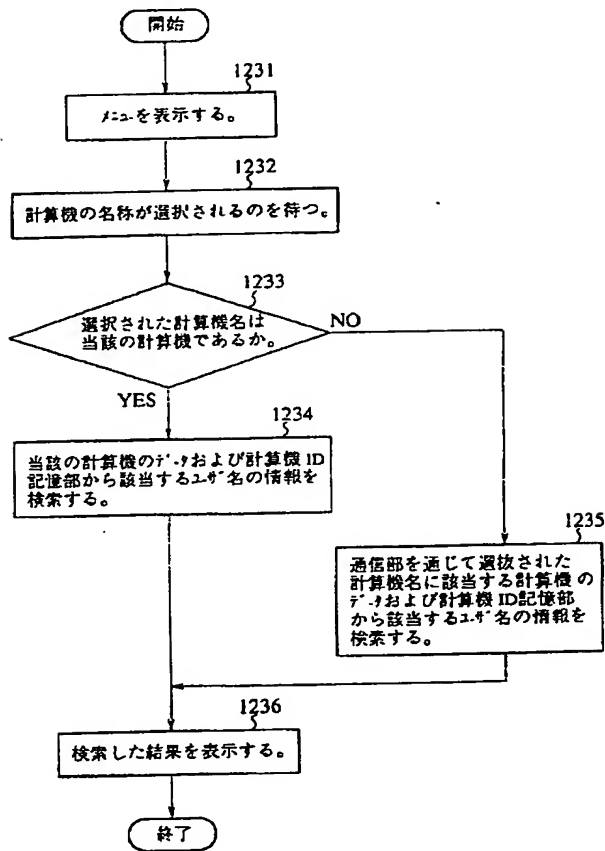 開始
1231
メニューを表示する。
1232
計算機の名称が選択されるのを待つ。
1233
選択された計算機名は
当該の計算機であるか。
NO
YES
1234
当該の計算機のデータおよび計算機ID
記憶部から該当するユーザ名の情報を
検索する。
1235
通信部を通じて選抜された
計算機名に該当する計算機の
データおよび計算機ID記憶部
から該当するユーザ名の情報を
検索する。
1236
検索した結果を表示する。
終了